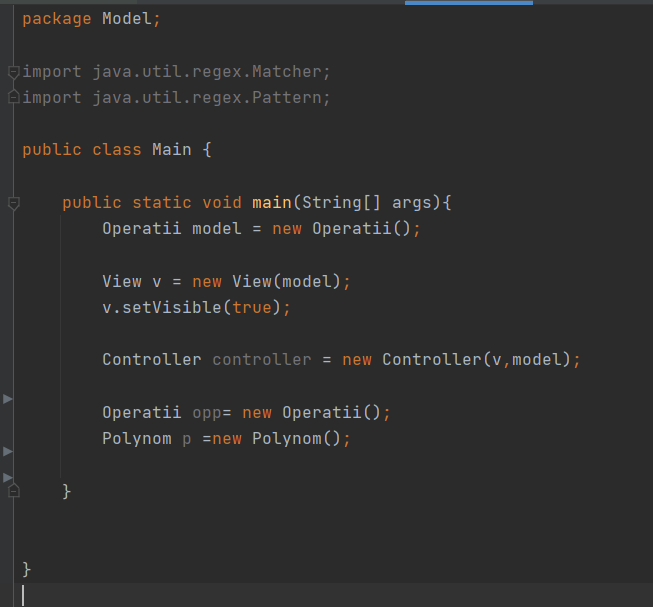 package Model;
import java.util.regex.Matcher;
import java.util.regex.Pattern;
public class Main {
public static void main(String[] args){
Operatii model = new Operatii();
View v = new View(model);
v.setVisible(true);
Controller controller = new Controller(v,model);
Operatii opp= new Operatii();
Polynom p =new Polynom();
}
}